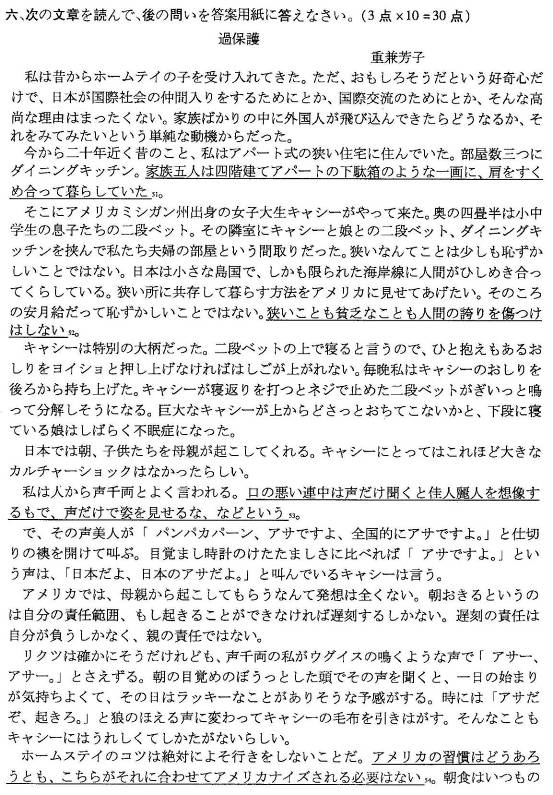 六、次の文章を読んで、後の問いを答案用紙に答えなさい。(3 点 ×10 =30 点)
過保護
重兼芳子
私は昔からホームテイの子を受け入れてきた。ただ、おもしろそうだという好奇心だ
けで、日本が国際社会の仲間入りをするためにとか、国際交流のためにとか、そんな高
尚な理由はまったくない。家族ばかりの中に外国人が飛び込んできたらどうなるか、そ
れをみてみたいという単純な動機からだった。
今から二十年近く昔のこと、私はアパート式の狭い住宅に住んでいた。部屋数三つに
ダイニングキッチン。家族五人は四階建てアパートの下駄箱のような一画に、肩をすく
め合って暮らしていた 51。
そこにアメリカミシガン州出身の女子大生キャシーがやって来た。奥の四畳半は小中
学生の息子たちの二段ベット。その隣室にキャシーと娘との二段ベット、ダイニングキ
ッチンを挟んで私たち夫婦の部屋という間取りだった。狭いなんてことは少しも恥ずか
しいことではない。日本は小さな島国で、しかも限られた海岸線に人間がひしめき合っ
てくらしている。狭い所に共存して暮らす方法をアメリカに見せてあげたい。そのころ
の安月給だって恥ずかしいことではない。狭いことも貧乏なことも人間の誇りを傷つけ
はしない 52。
キャシーは特別の大柄だった。二段ベットの上で寝ると言うので、ひと抱えもあるお
しりをヨイショと押し上げなければはしごが上がれない。毎晩私はキャシーのおしりを
後ろから持ち上げた。キャシーが寝返りを打つとネジで止めた二段ベットがぎいっと鳴
って分解しそうになる。巨大なキャシーが上からどさっとおちてこないかと、下段に寝
ている娘はしばらく不眠症になった。
日本では朝、子供たちを母親が起こしてくれる。キャシーにとってはこれほど大きな
カルチャーショックはなかったらしい。
私は人から声千両とよく言われる。口の悪い連中は声だけ聞くと佳人麗人を想像す
るもで、声だけで姿を見せるな、などという 53。
で、その声美人が「 パンパカパーン、アサですよ、全国的にアサですよ。」と仕切
りの襖を開けて叫ぶ。目覚まし時計のけたたましさに比べれば「 アサですよ。」とい
う声は、「日本だよ、日本のアサだよ。」と叫んでいるキャシーは言う。
アメリカでは、母親から起こしてもらうなんて発想は全くない。朝おきるというの
は自分の責任範囲、もし起きることができなければ遅刻するしかない。遅刻の責任は
自分が負うしかなく、親の責任ではない。
リクツは確かにそうだけれども、声千両の私がウグイスの鳴くような声で「 アサー、
アサー。」とさえずる。朝の目覚めのぼうっとした頭でその声を聞くと、一日の始まり
が気持ちよくて、その日はラッキーなことがありそうな予感がする。時には「アサだ
ぞ、起きろ。」と狼のほえる声に変わってキャシーの毛布を引きはがす。そんなことも
キャシーにはうれしくてしかたがないらしい。
ホームステイのコツは絶対によそ行きをしないことだ。アメリカの習慣はどうあろ
うとも、こちらがそれに合わせてアメリカナイズされる必要はない 54。朝食はいつもの